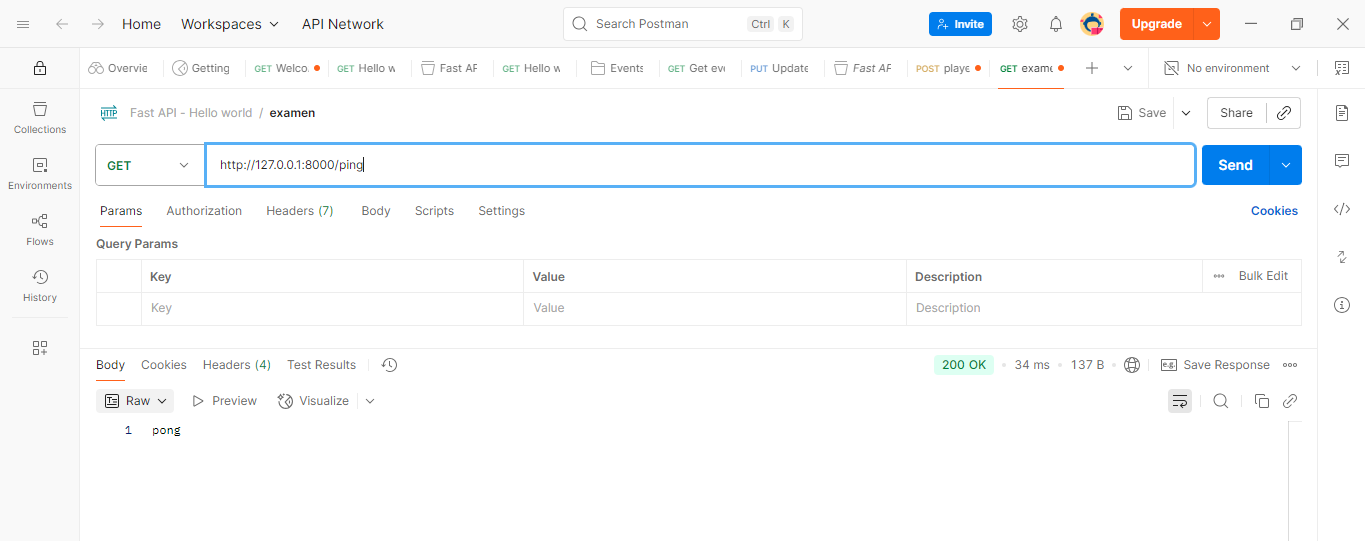 Home Workspaces API Network Search Postman Ctrl K Invite Upgrade
Overvie Getting GET Welco. GET Hello w Fast AF GET Hello w Events GET Get eve PUT Update Fast AF POST playe GET exame No environment
HTTP Fast API - Hello world / examen Save Share
GET http://127.0.0.1:8000/ping Send
Params Authorization Headers (7) Body Scripts Settings Cookies
Query Params
Key Value Description Bulk Edit
Key Value Description
Collections
Environments
Flows
History
Body Cookies Headers (4) Test Results 200 OK 34 ms 137 B e.g. Save Response
Raw Preview Visualize
1 pong